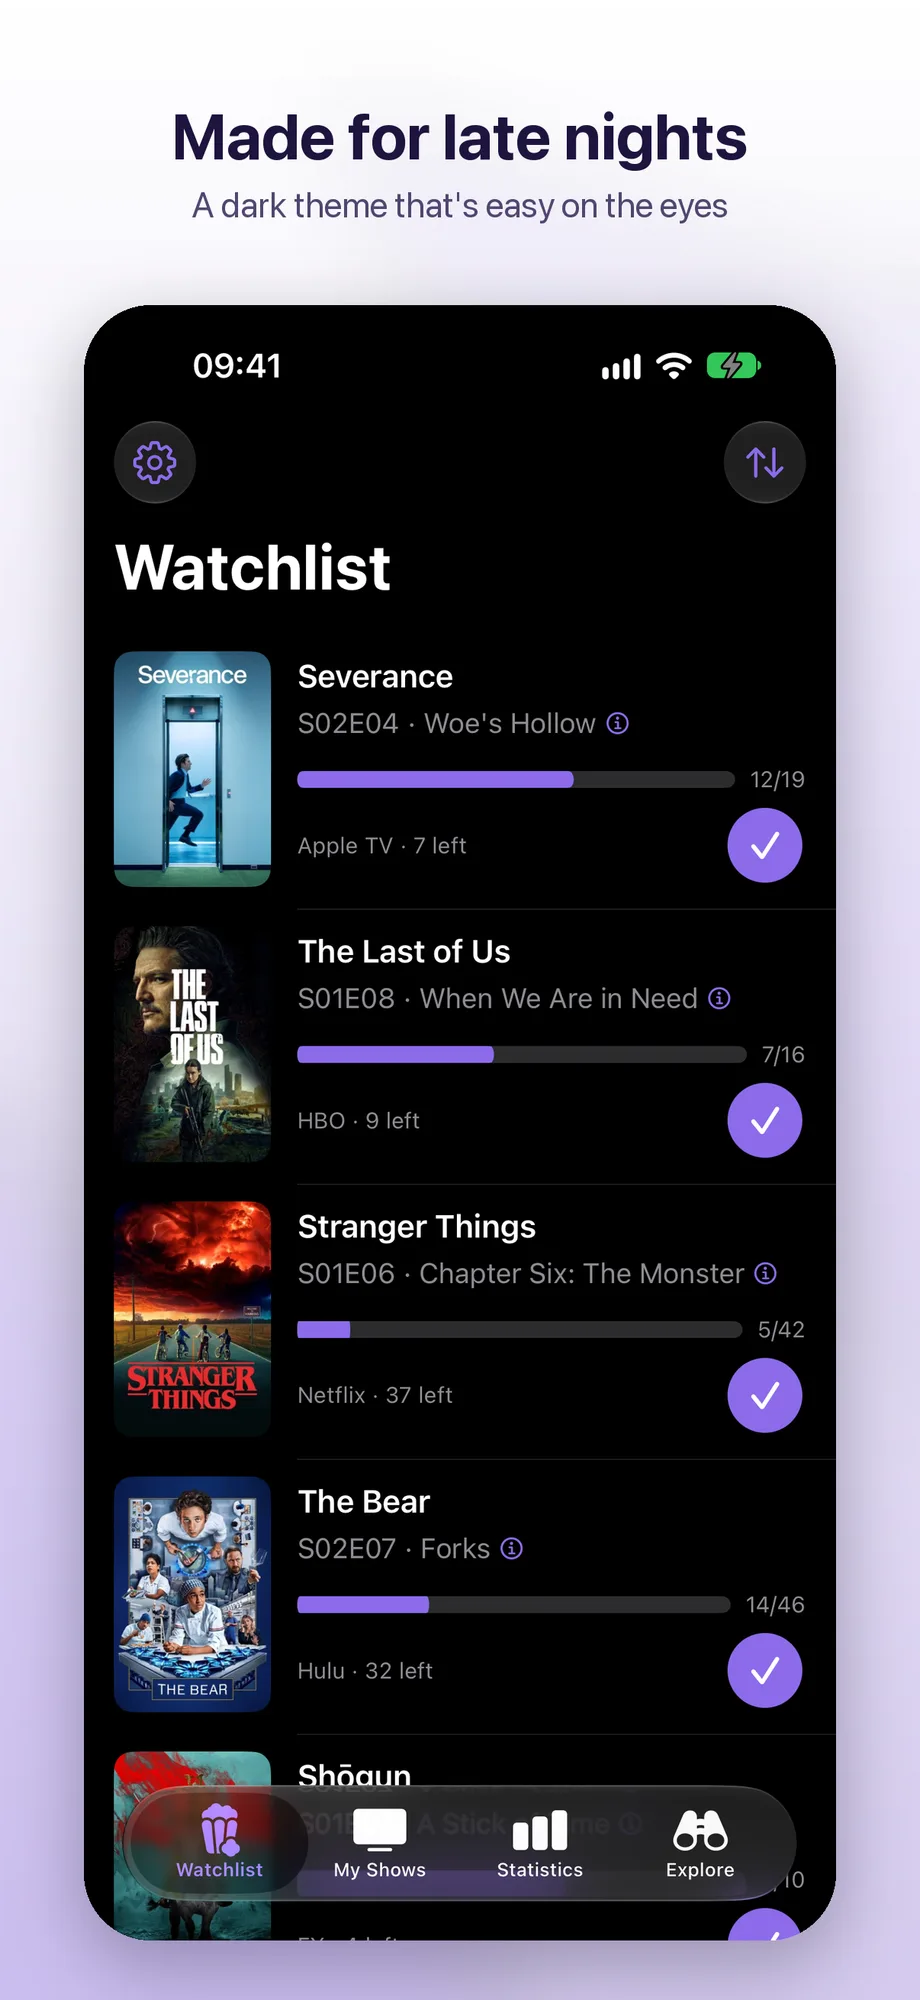 Made for late nights
A dark theme that's easy on the eyes
09:41
Watchlist
Severance
Severance
S02E04 · Woe's Hollow
12/19
Apple TV · 7 left
THE
LAST
OF US
The Last of Us
S01E08 · When We Are in Need
7/16
HBO · 9 left
STRANGER
THINGS
Stranger Things
S01E06 · Chapter Six: The Monster
5/42
Netflix · 37 left
THE BEAR
The Bear
S02E07 · Forks
14/46
Hulu · 32 left
Shōgun
A Stick
Watchlist
My Shows
Statistics
Explore